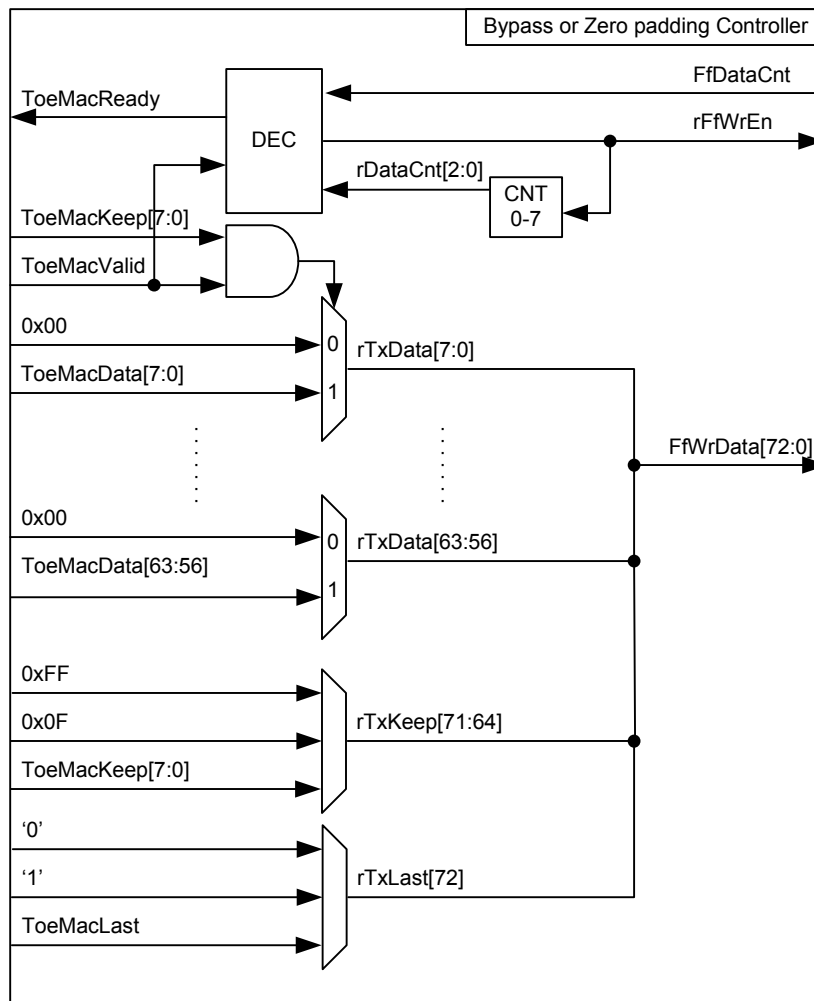 Bypass or Zero padding Controller
FfDataCnt
ToeMacReady
rFfWrEn
DEC
rDataCnt[2:0]
CNT
0-7
ToeMacKeep[7:0]
ToeMacValid
0x00
0
rTxData[7:0]
ToeMacData[7:0]
1
FfWrData[72:0]
0x00
0
rTxData[63:56]
ToeMacData[63:56]
1
0xFF
0x0F
rTxKeep[71:64]
ToeMacKeep[7:0]
‘0’
‘1’
rTxLast[72]
ToeMacLast